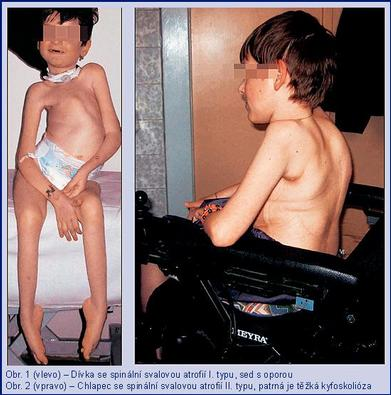 MEYRA
Obr. 1 (vlevo) – Dívka se spinální svalovou atrofií I. typu, sed s oporou
Obr. 2 (vpravo) – Chlapec se spinální svalovou atrofií II. typu, patrná je těžká kyfoskolióza